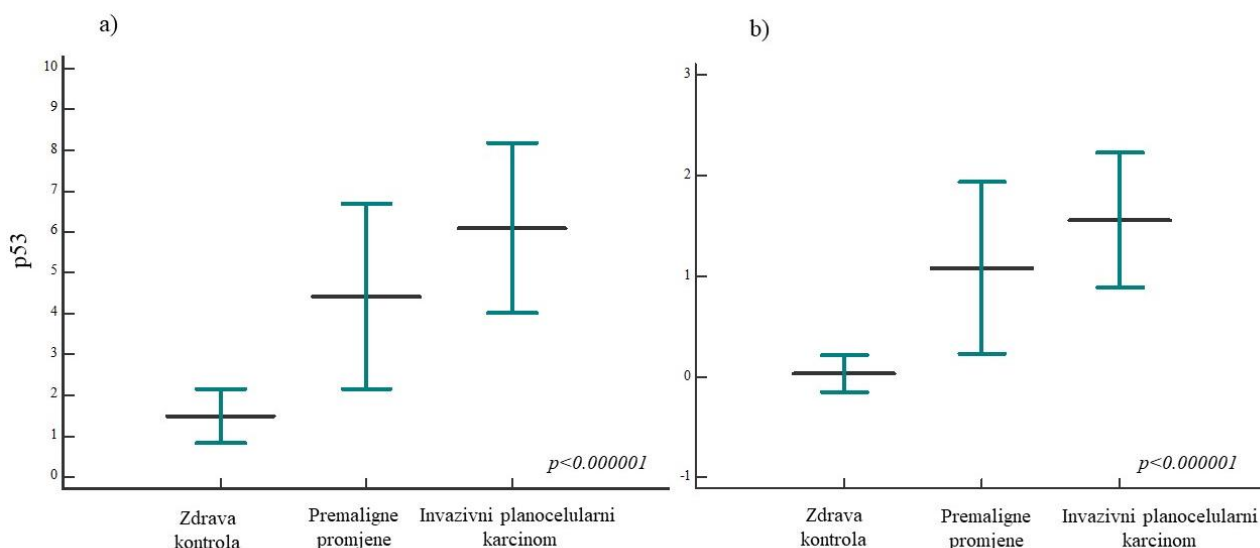 a)
p53
10
9
8
7
6
5
4
3
2
1
0
p<0.000001
Zdrava
kontrola
Premaligne
promjene
Invazivni planocelularni
karcinom
b)
3
2
1
0
-1
p<0.000001
Zdrava
kontrola
Premaligne
promjene
Invazivni planocelularni
karcinom